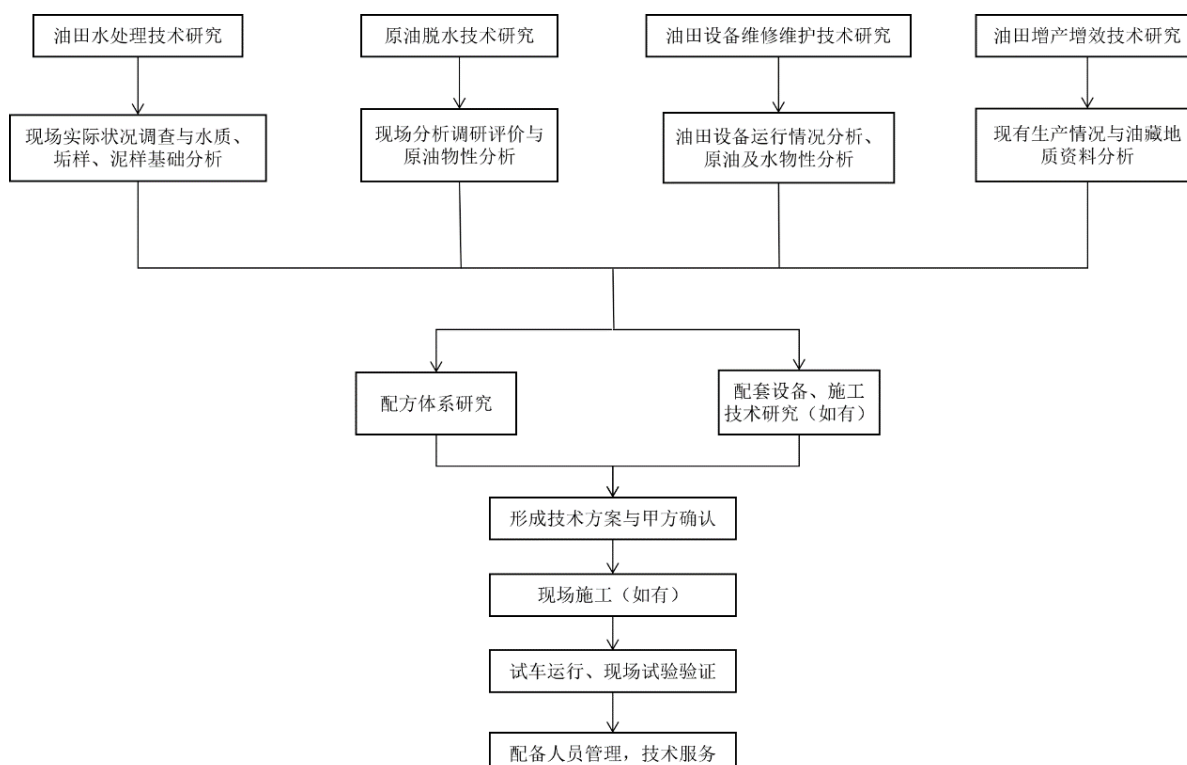 油田水处理技术研究
原油脱水技术研究
油田设备维修维护技术研究
油田增产增效技术研究
现场实际状况调查与水质、
垢样、泥样基础分析
现场分析调研评价与
原油物性分析
油田设备运行情况分析、
原油及水物性分析
现有生产情况与油藏地
质资料分析
配方体系研究
配套设备、施工
技术研究（如有）
形成技术方案与甲方确认
现场施工（如有）
试车运行、现场试验验证
配备人员管理，技术服务